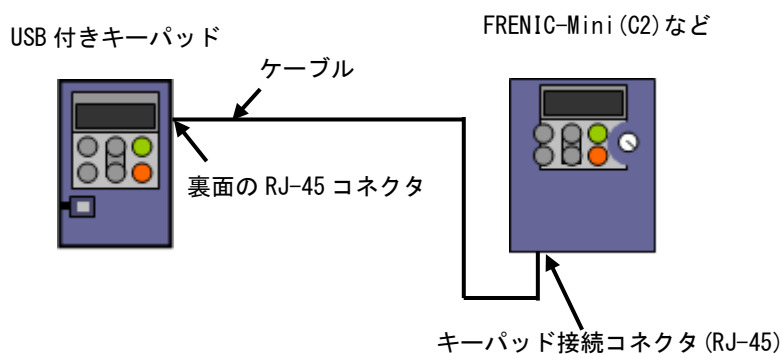 USB 付きキーパッド
FRENIC-Mini(C2)など
ケーブル
裏面の RJ-45 コネクタ
キーパッド接続コネクタ(RJ-45)